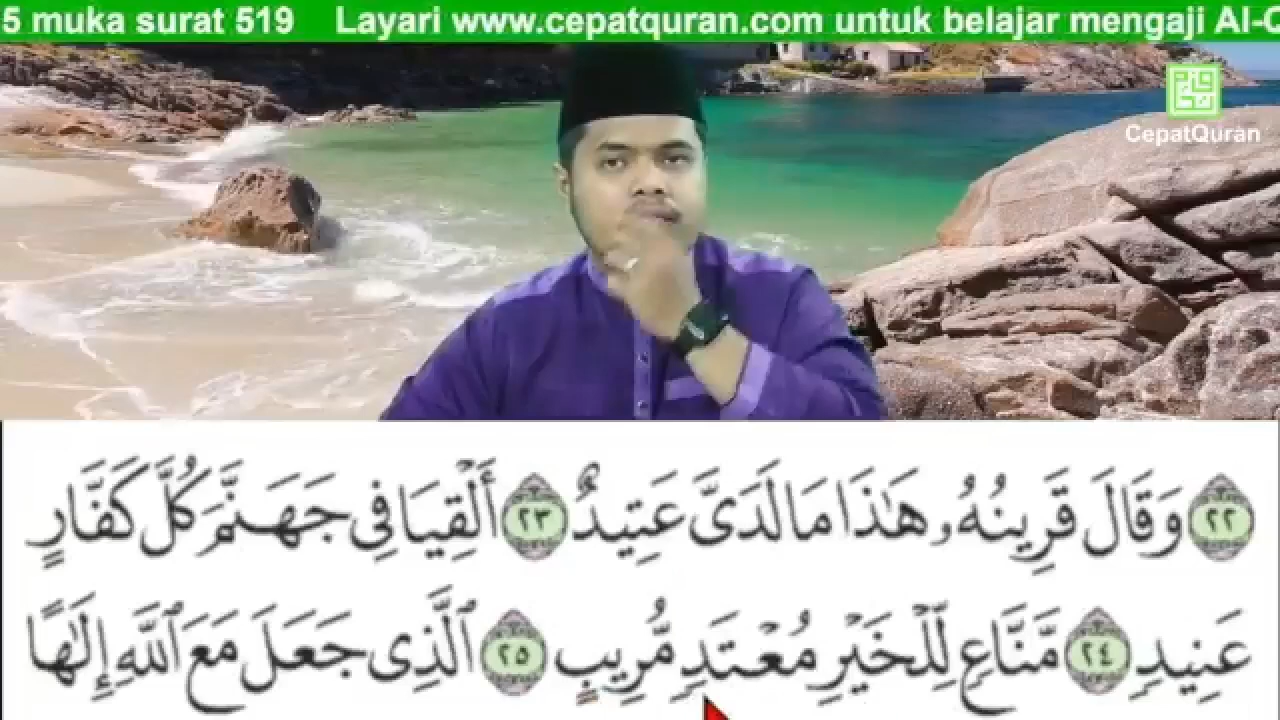 5 muka surat 519 Layari www.cepatquran.com untuk belajar mengaji Al-
CepatQuran
٢٢ وَقَالَ قَرِينُهُۥ هَٰذَا مَا لَدَىَّ عَتِيدٌ ٢٣ أَلْقِيَا فِى جَهَنَّمَ كُلَّ كَفَّارٍ
عَنِيدٍ ٢٤ مَّنَّاعٍ لِّلْخَيْرِ مُعْتَدٍ مُّرِيبٍ ٢٥ ٱلَّذِى جَعَلَ مَعَ ٱللَّهِ إِلَٰهًا